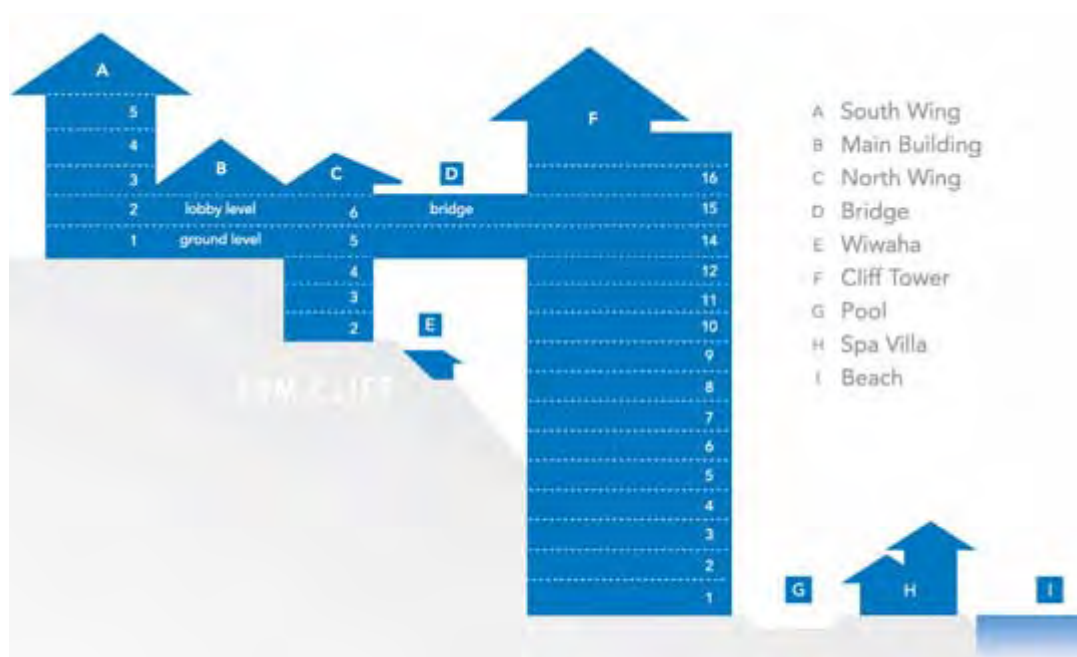 A
5
4
3
2
1
B
lobby level
ground level
C
6
5
4
3
2
D
bridge
E
F
16
15
14
12
11
10
9
8
7
6
5
4
3
2
1
G
H
I
A South Wing
B Main Building
C North Wing
D Bridge
E Wiwaha
F Cliff Tower
G Pool
H Spa Villa
I Beach